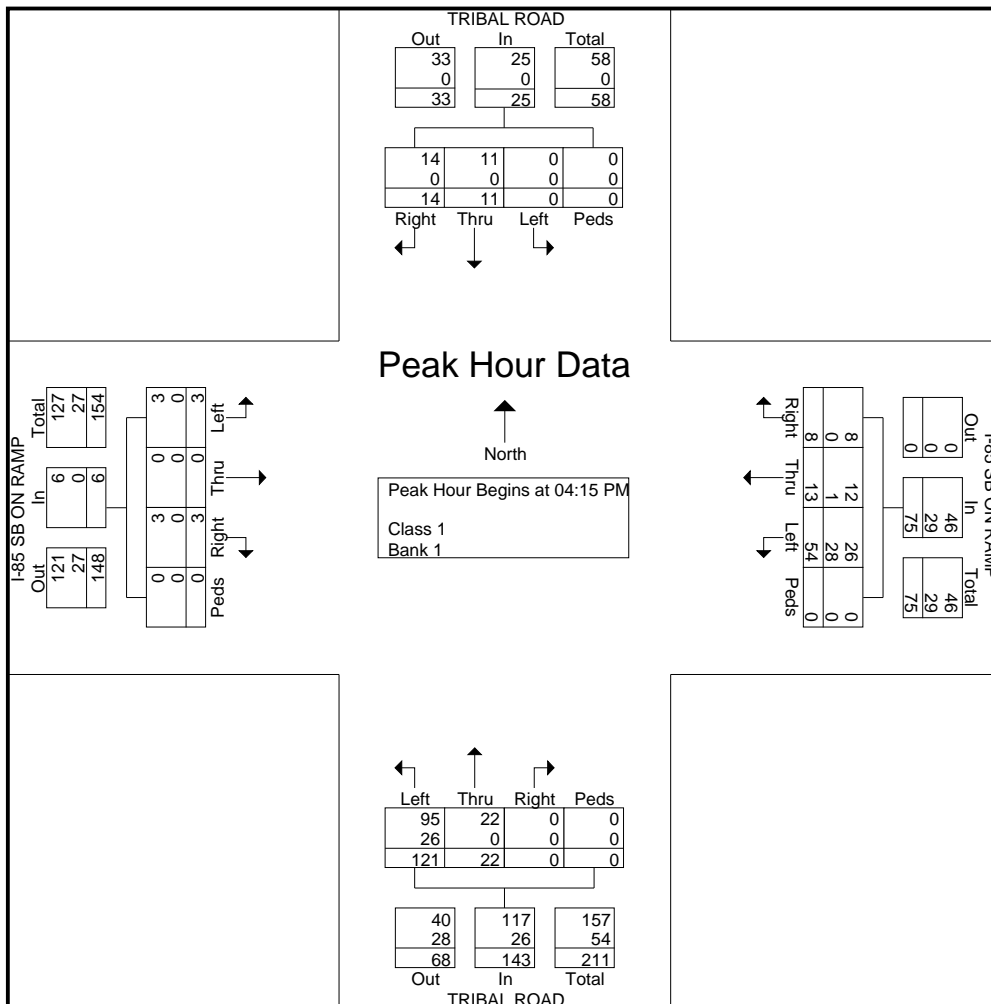 TRIBAL ROAD
Out In Total
33 25 58
0 0 0
33 25 58
14 11 0 0
0 0 0 0
14 11 0 0
Right Thru Left Peds
Peak Hour Data
North
Peak Hour Begins at 04:15 PM
Class 1
Bank 1
I-85 SB ON RAMP
Out In Total
121 6 127
27 0 27
148 6 154
Left Thru Right Peds
3 0 3 0
0 0 0 0
3 0 3 0
I-85 SB ON RAMP
Out In Total
0 46 46
0 29 29
0 75 75
Right Thru Left Peds
8 12 26 0
0 1 28 0
8 13 54 0
Left Thru Right Peds
95 22 0 0
26 0 0 0
121 22 0 0
40 117 157
28 26 54
68 143 211
Out In Total
TRIBAL ROAD